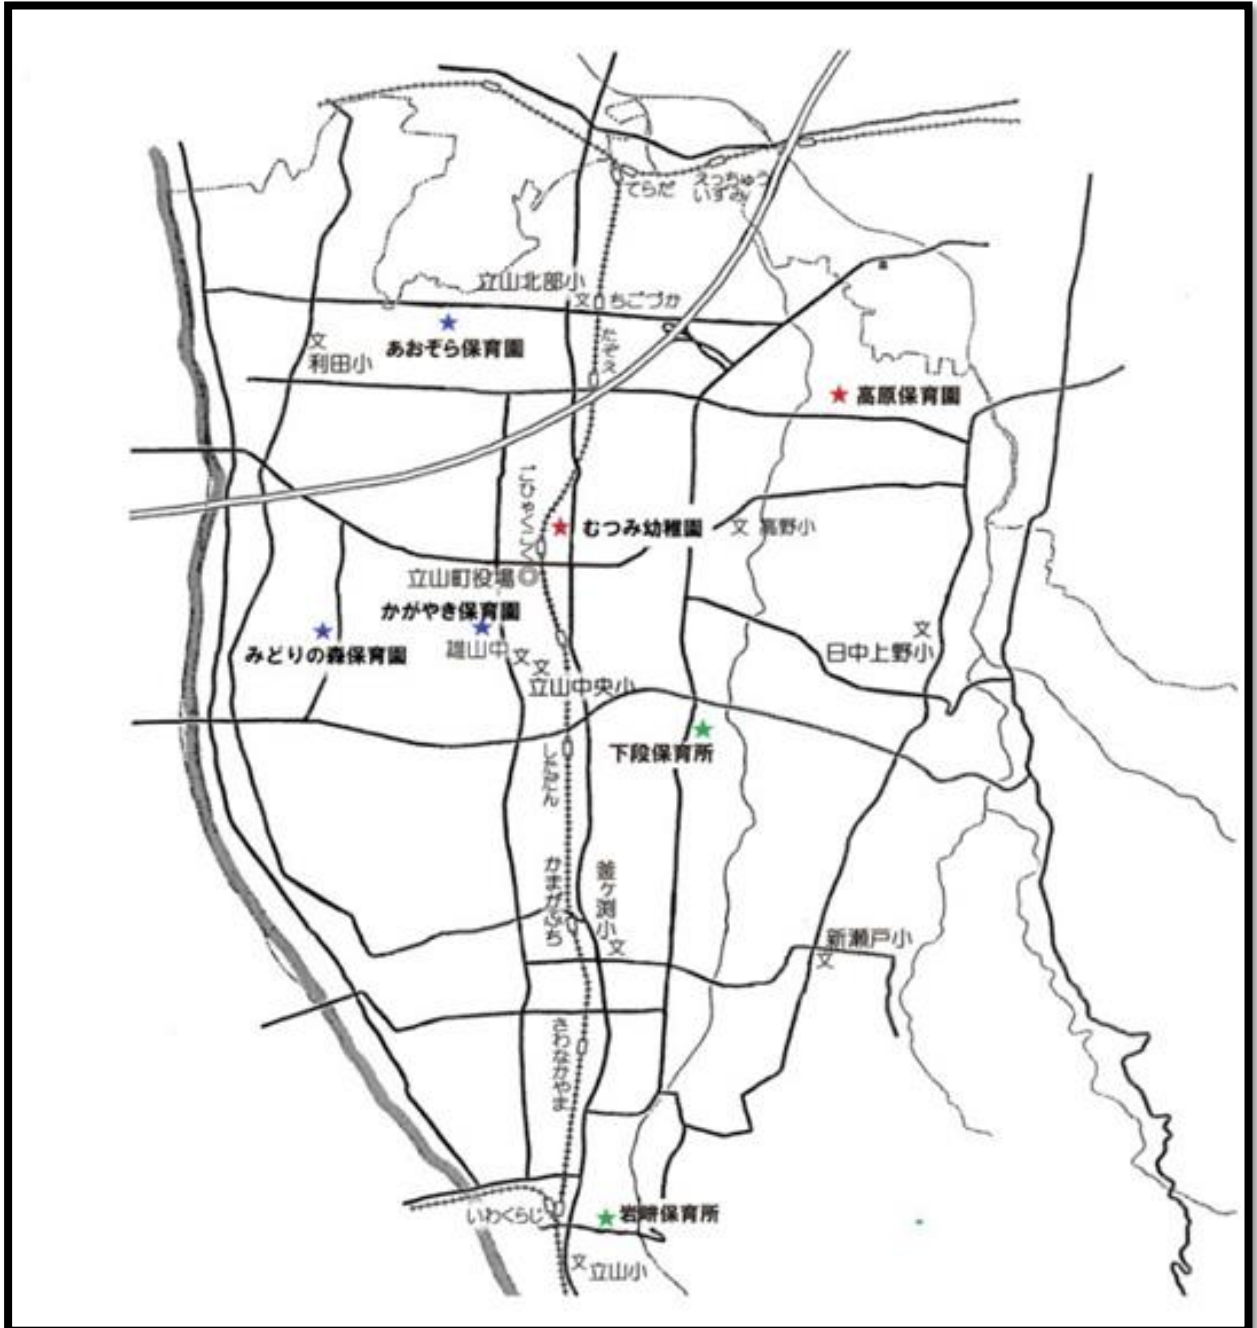 てらだ
えっちゅう
いずみ
立山北部小
文
ちごづか
あおぞら保育園
文
利田小
たぞえ
高原保育園
ごひゃくこく
むつみ幼稚園
文
高野小
立山町役場
かがやき保育園
みどりの森保育園
雄山中
文
文
立山中央小
文
日中上野小
下段保育所
しただん
かまがふち
釜ヶ渕小
文
新瀬戸小
文
さわなかやま
いわくらじ
岩峅保育所
文
立山小